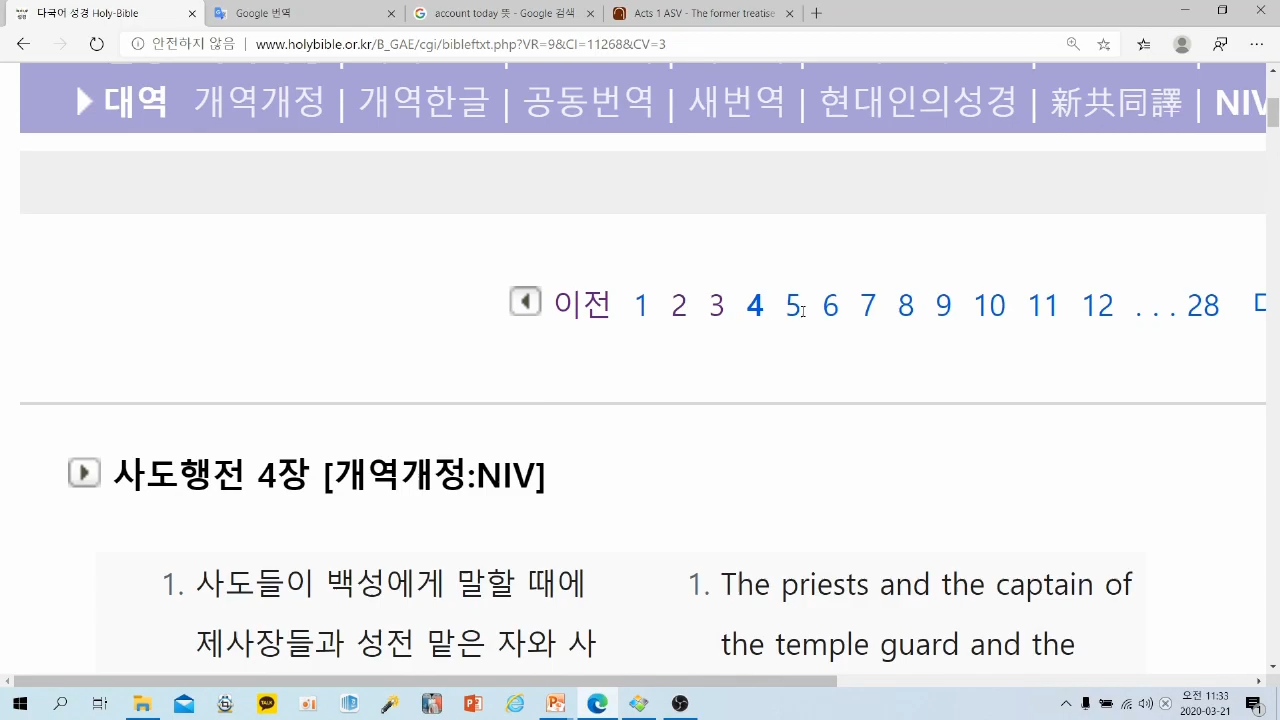 다국어 성경 Holy-Bible
Google 번역
account today 뜻 - Google 검색
Acts 1 ASV - The former treatise
안전하지 않음 | www.holybible.or.kr/B_GAE/cgi/bibleftxt.php?VR=9&CI=11268&CV=3
대역 개역개정 | 개역한글 | 공동번역 | 새번역 | 현대인의성경 | 新共同譯 | NIV
이전 1 2 3 4 5 6 7 8 9 10 11 12 . . . 28
사도행전 4장 [개역개정:NIV]
1. 사도들이 백성에게 말할 때에
제사장들과 성전 맡은 자와 사
1. The priests and the captain of
the temple guard and the
오전 11:33
2020-03-21